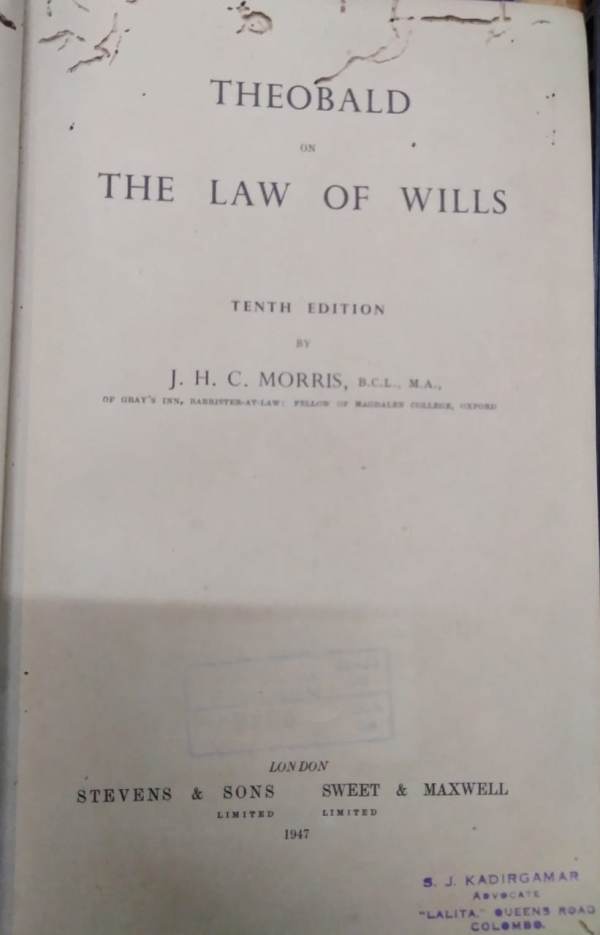 THEOBALD
ON
THE LAW OF WILLS
TENTH EDITION
BY
J. H. C. MORRIS, B.C.L., M.A.,
OF GRAY'S INN, BARRISTER-AT-LAW; FELLOW OF MAGDALEN COLLEGE, OXFORD
LONDON
STEVENS & SONS SWEET & MAXWELL
LIMITED LIMITED
1947
S. J. KADIRGAMAR
ADVOCATE
"LALITA," QUEENS ROAD
COLOMBO.